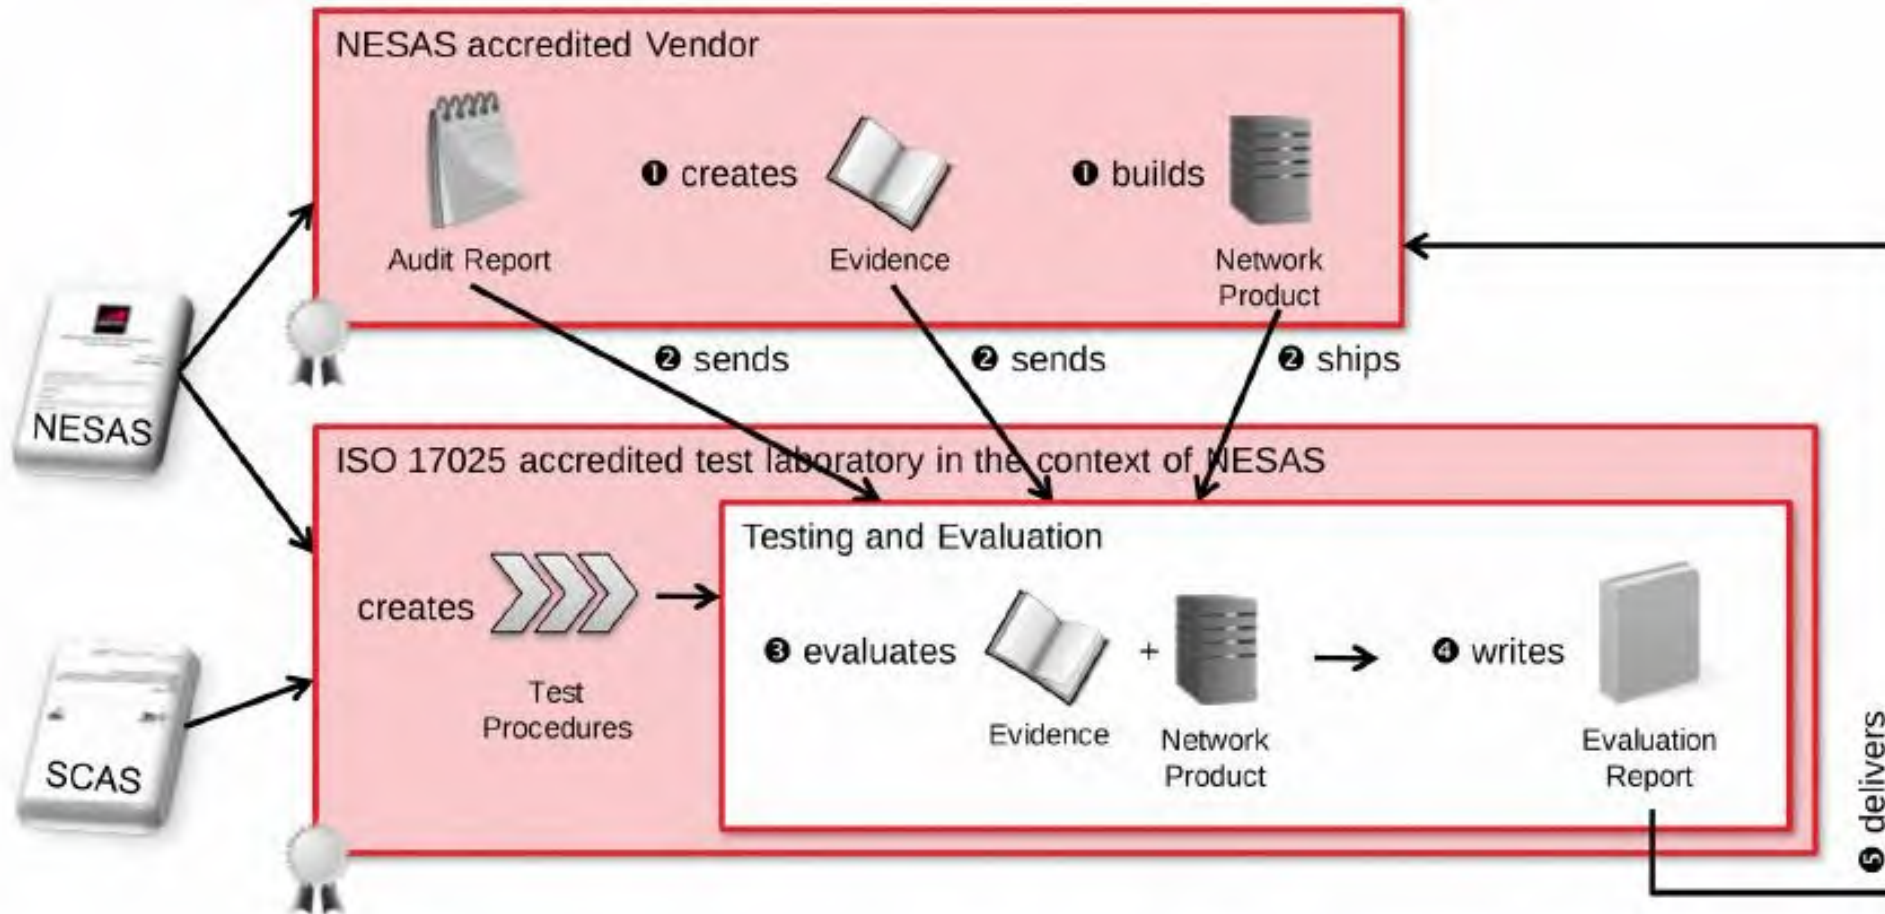 NESAS accredited Vendor
❶ creates
❶ builds
Audit Report
Evidence
Network
Product
❷ sends
❷ sends
❷ ships
NESAS
ISO 17025 accredited test laboratory in the context of NESAS
Testing and Evaluation
creates
Test
Procedures
❸ evaluates
+
❹ writes
Evidence
Network
Product
Evaluation
Report
SCAS
❺ delivers